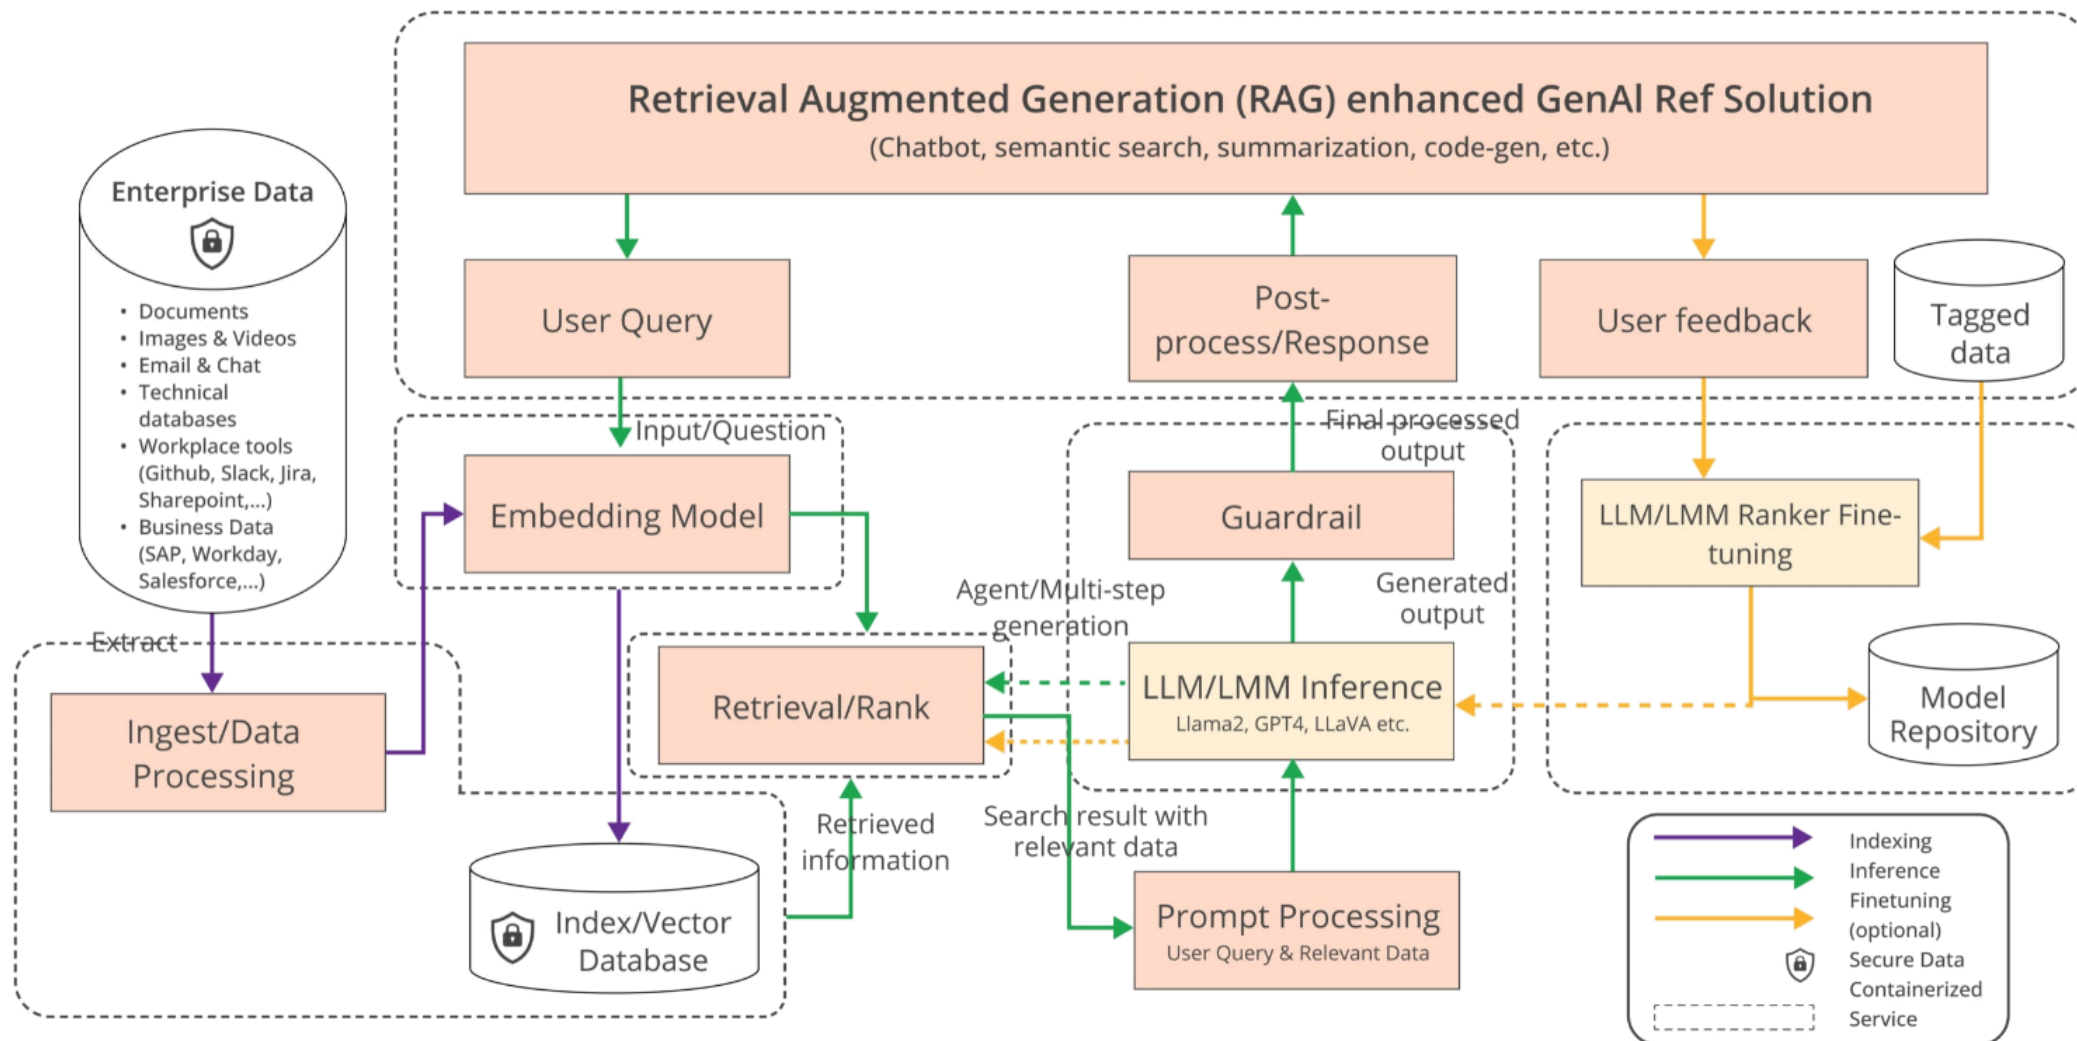 Retrieval Augmented Generation (RAG) enhanced GenAI Ref Solution
(Chatbot, semantic search, summarization, code-gen, etc.)
Enterprise Data
• Documents
• Images & Videos
• Email & Chat
• Technical
databases
• Workplace tools
(Github, Slack, Jira,
Sharepoint,...)
• Business Data
(SAP, Workday,
Salesforce,...)
User Query
Post-
process/Response
User feedback
Tagged
data
Input/Question
Final processed
output
Embedding Model
Guardrail
LLM/LMM Ranker Fine-
tuning
Agent/Multi-step
generation
Generated
output
Extract
Ingest/Data
Processing
Retrieval/Rank
LLM/LMM Inference
Llama2, GPT4, LLaVA etc.
Model
Repository
Retrieved
information
Search result with
relevant data
Index/Vector
Database
Prompt Processing
User Query & Relevant Data
Indexing
Inference
Finetuning
(optional)
Secure Data
Containerized
Service